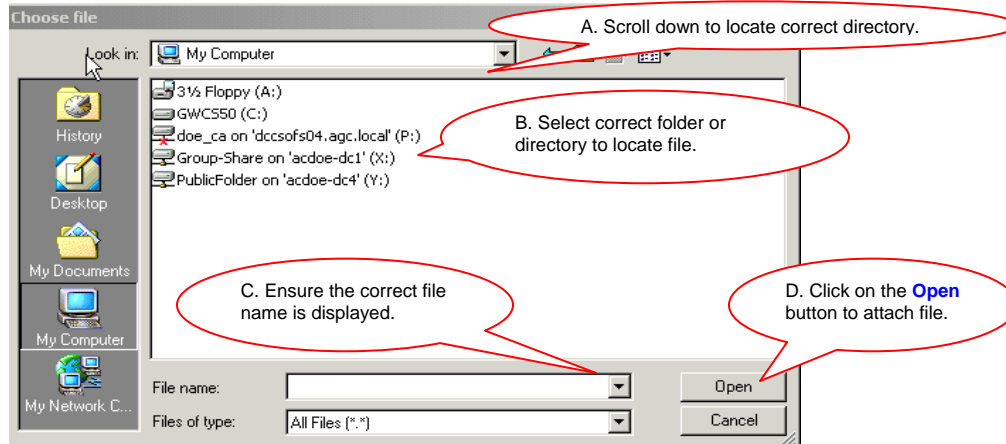 Choose file
A. Scroll down to locate correct directory.
Look in:
My Computer
3½ Floppy (A:)
GWCS50 (C:)
doe_ca on 'dccsofs04.agc.local' (P:)
Group-Share on 'acdoe-dc1' (X:)
PublicFolder on 'acdoe-dc4' (Y:)
B. Select correct folder or
directory to locate file.
History
Desktop
My Documents
My Computer
My Network C...
C. Ensure the correct file
name is displayed.
D. Click on the Open
button to attach file.
File name:
Open
Files of type:
All Files (*.*)
Cancel